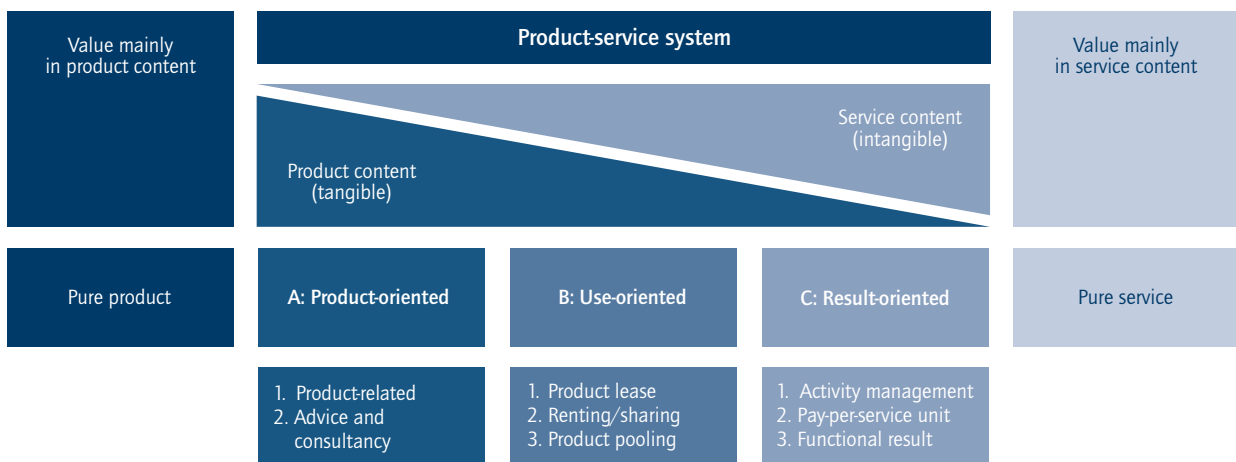 Value mainly
in product content
Product-service system
Value mainly
in service content
Service content
(intangible)
Product content
(tangible)
Pure product
A: Product-oriented
B: Use-oriented
C: Result-oriented
Pure service
1. Product-related
2. Advice and
consultancy
1. Product lease
2. Renting/sharing
3. Product pooling
1. Activity management
2. Pay-per-service unit
3. Functional result